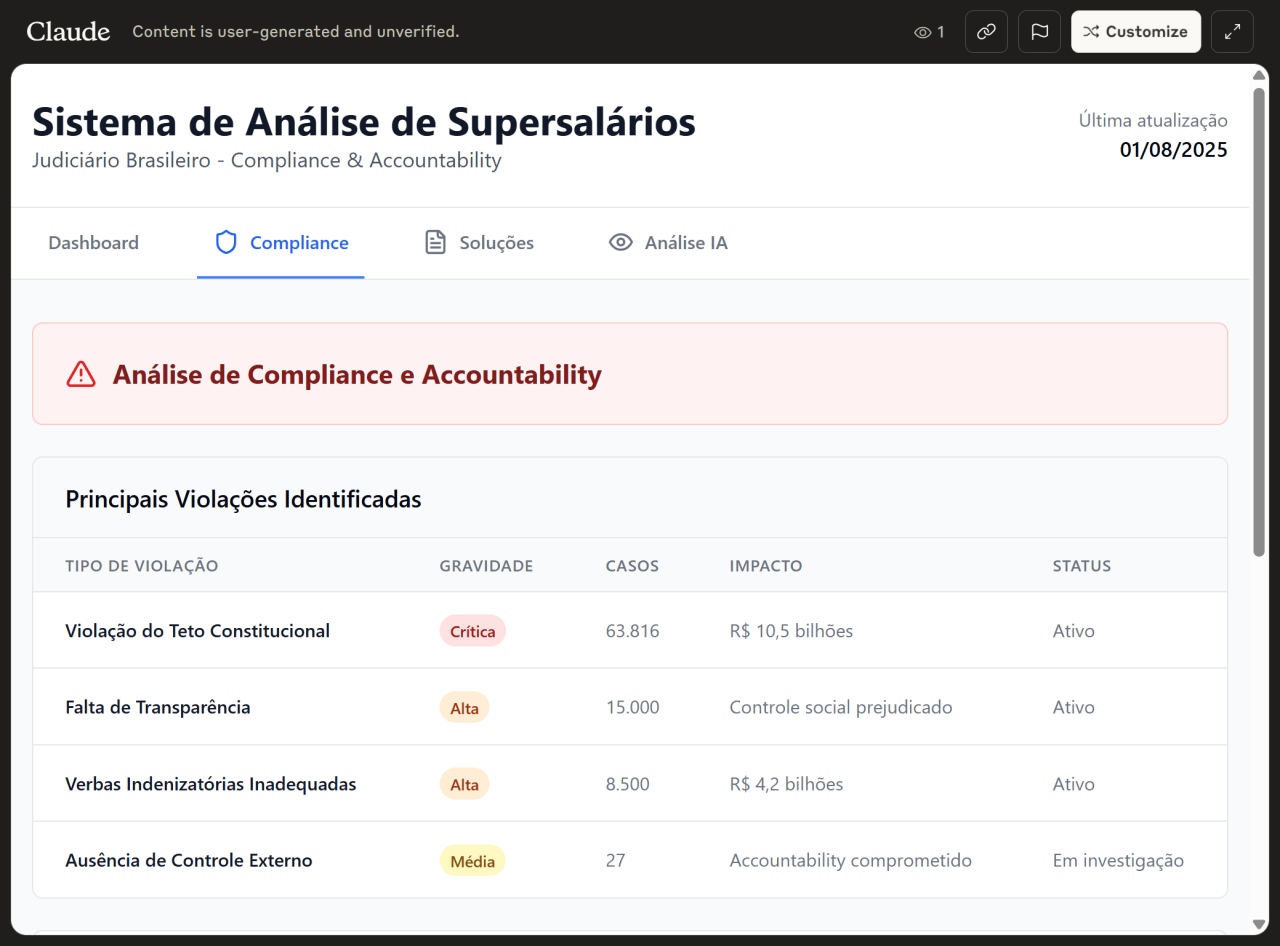 Claude Content is user-generated and unverified. 1 Customize
Sistema de Análise de Supersalários
Judiciário Brasileiro - Compliance & Accountability
Última atualização
01/08/2025
Dashboard Compliance Soluções Análise IA
Análise de Compliance e Accountability
Principais Violações Identificadas
TIPO DE VIOLAÇÃO GRAVIDADE CASOS IMPACTO STATUS
Violação do Teto Constitucional Crítica 63.816 R$ 10,5 bilhões Ativo
Falta de Transparência Alta 15.000 Controle social prejudicado Ativo
Verbas Indenizatórias Inadequadas Alta 8.500 R$ 4,2 bilhões Ativo
Ausência de Controle Externo Média 27 Accountability comprometido Em investigação